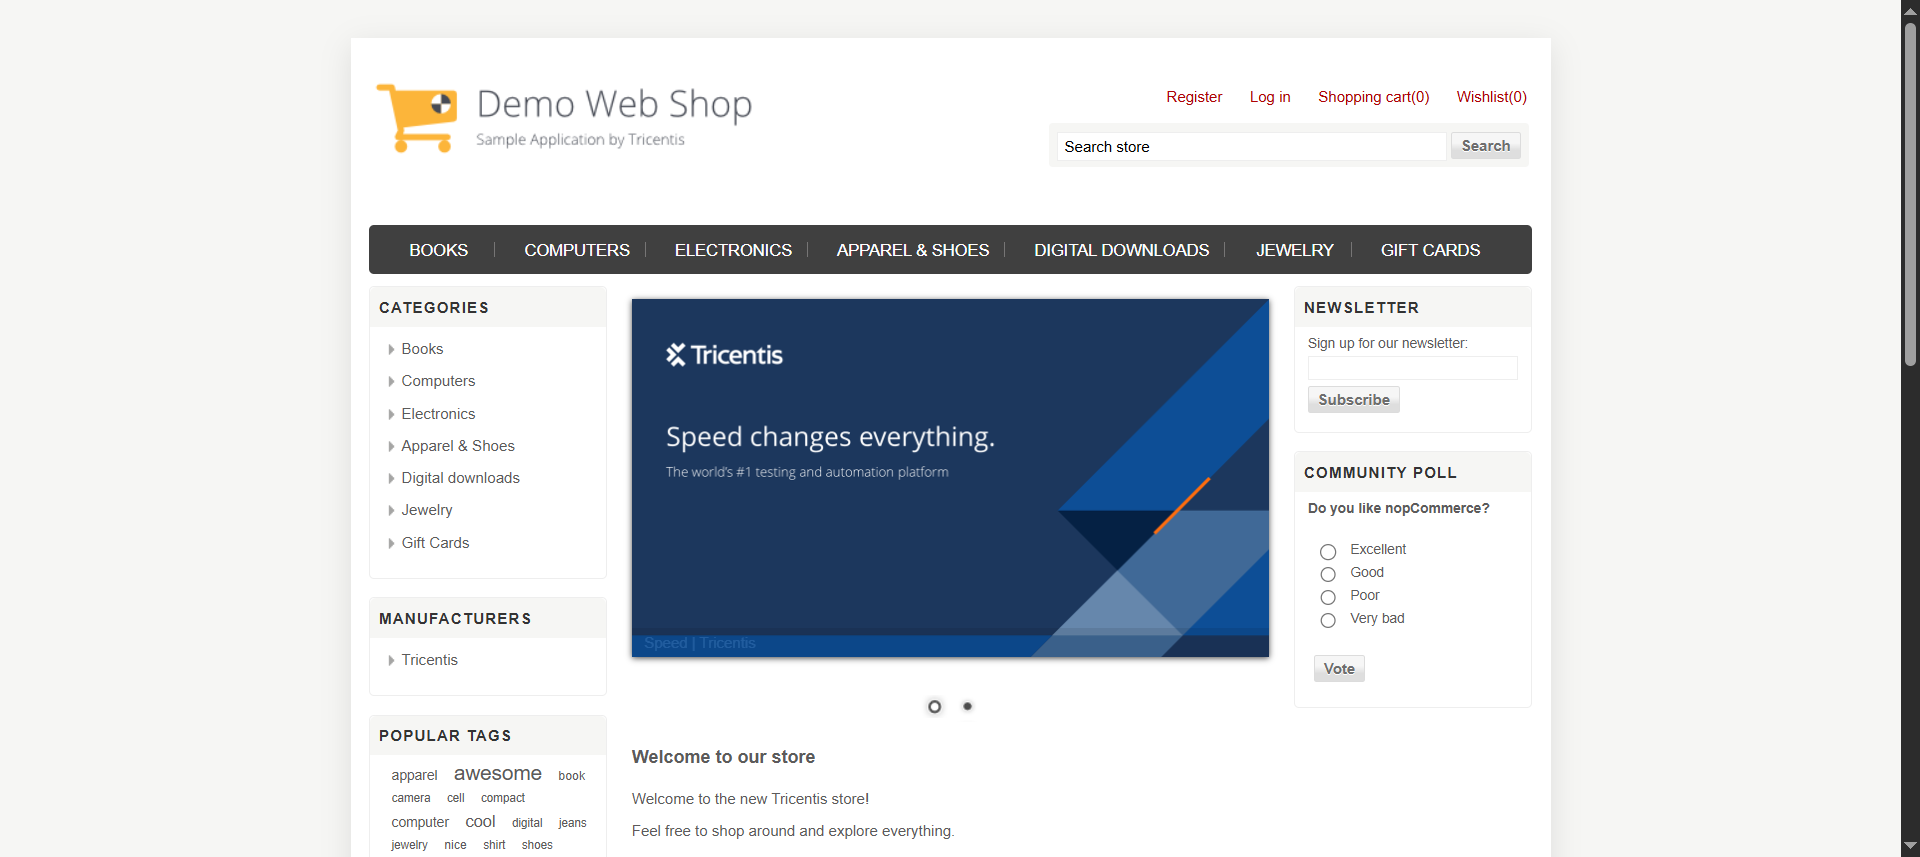 Demo Web Shop
Sample Application by Tricentis
Register Log in Shopping cart(0) Wishlist(0)
Search store Search
BOOKS COMPUTERS ELECTRONICS APPAREL & SHOES DIGITAL DOWNLOADS JEWELRY GIFT CARDS
CATEGORIES
Books
Computers
Electronics
Apparel & Shoes
Digital downloads
Jewelry
Gift Cards
MANUFACTURERS
Tricentis
POPULAR TAGS
apparel awesome book
camera cell compact
computer cool digital jeans
jewelry nice shirt shoes
Tricentis
Speed changes everything.
The world's #1 testing and automation platform
Speed | Tricentis
Welcome to our store
Welcome to the new Tricentis store!
Feel free to shop around and explore everything.
NEWSLETTER
Sign up for our newsletter:
Subscribe
COMMUNITY POLL
Do you like nopCommerce?
Excellent
Good
Poor
Very bad
Vote